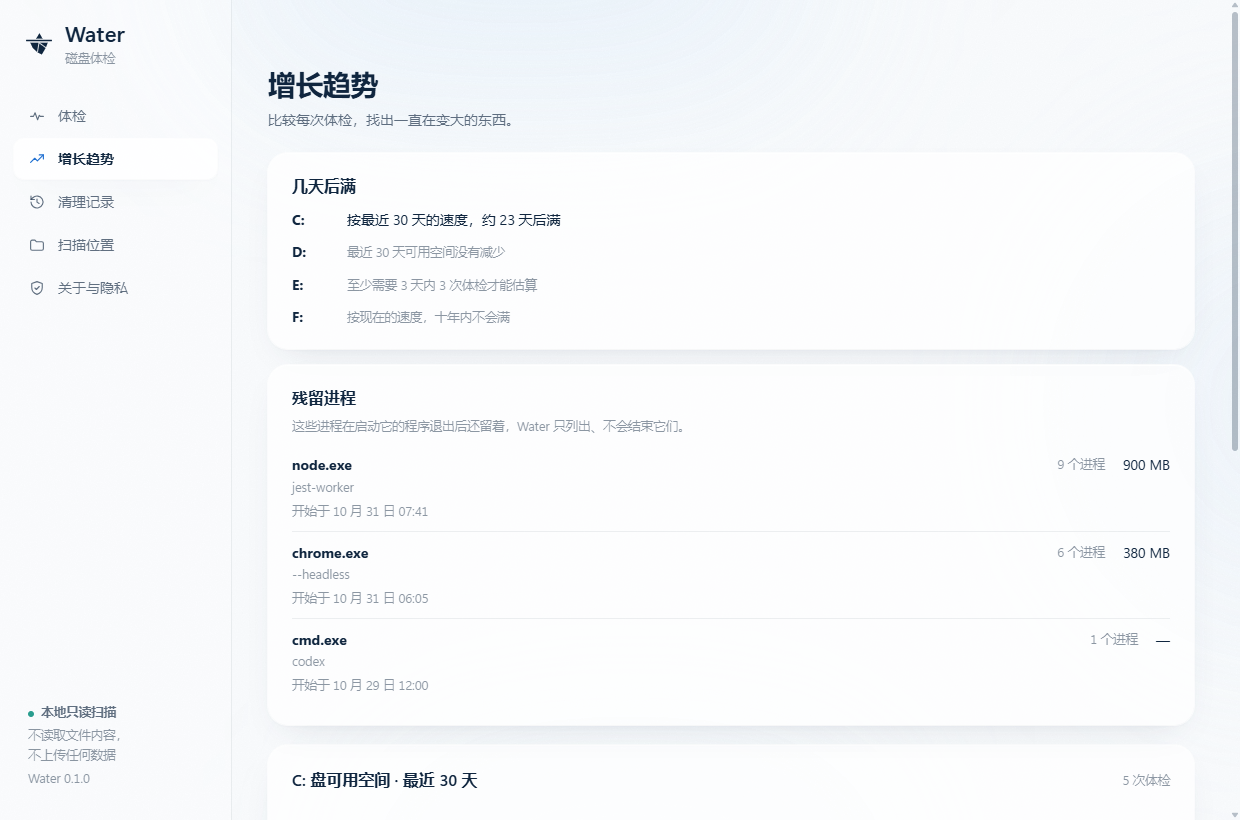 Water
磁盘体检
体检
增长趋势
清理记录
扫描位置
关于与隐私
本地只读扫描
不读取文件内容，
不上传任何数据
Water 0.1.0
增长趋势
比较每次体检，找出一直在变大的东西。
几天后满
C: 按最近 30 天的速度，约 23 天后满
D: 最近 30 天可用空间没有减少
E: 至少需要 3 天内 3 次体检才能估算
F: 按现在的速度，十年内不会满
残留进程
这些进程在启动它的程序退出后还留着，Water 只列出、不会结束它们。
node.exe 9 个进程 900 MB
jest-worker
开始于 10 月 31 日 07:41
chrome.exe 6 个进程 380 MB
--headless
开始于 10 月 31 日 06:05
cmd.exe 1 个进程 —
codex
开始于 10 月 29 日 12:00
C: 盘可用空间 · 最近 30 天 5 次体检